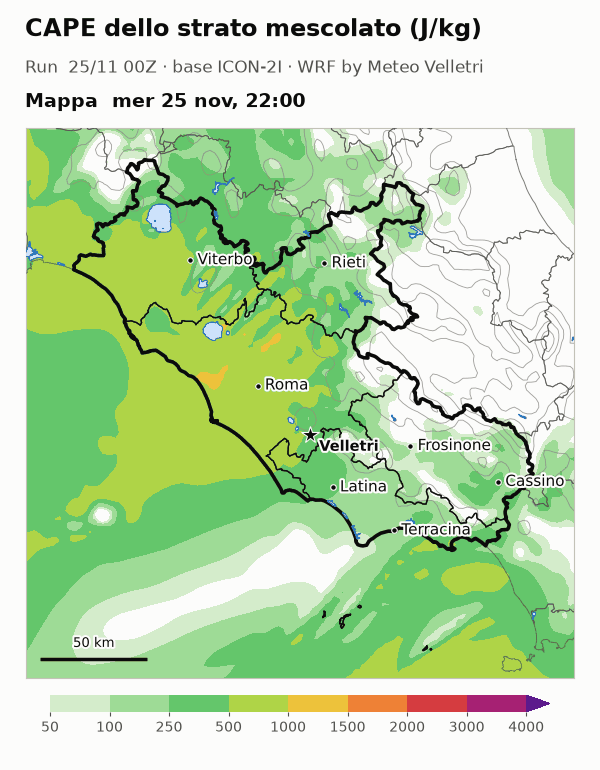 CAPE dello strato mescolato (J/kg)
Run  25/11 00Z · base ICON-2I · WRF by Meteo Velletri
Mappa  mer 25 nov, 22:00
Viterbo
Rieti
Roma
Velletri
Frosinone
Cassino
Latina
Terracina
50 km
50 100 250 500 1000 1500 2000 3000 4000